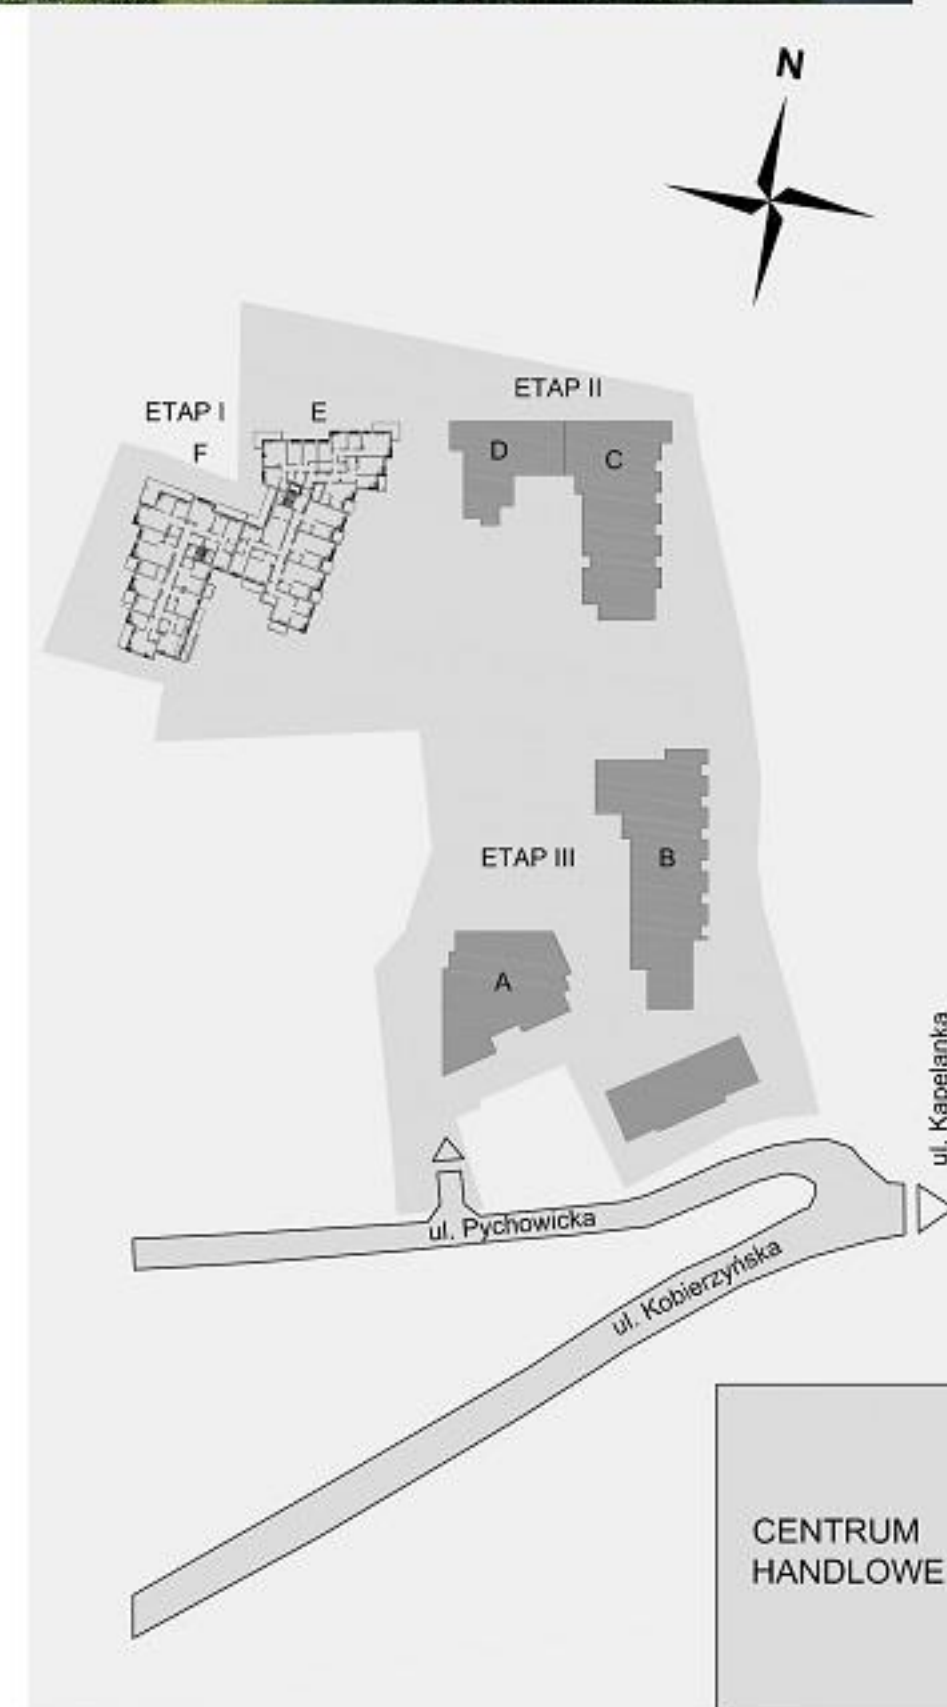 N
ETAP II
ETAP I
E
F
D
C
ETAP III
B
A
ul. Kapelanka
ul. Pychowicka
ul. Kobierzyńska
CENTRUM
HANDLOWE